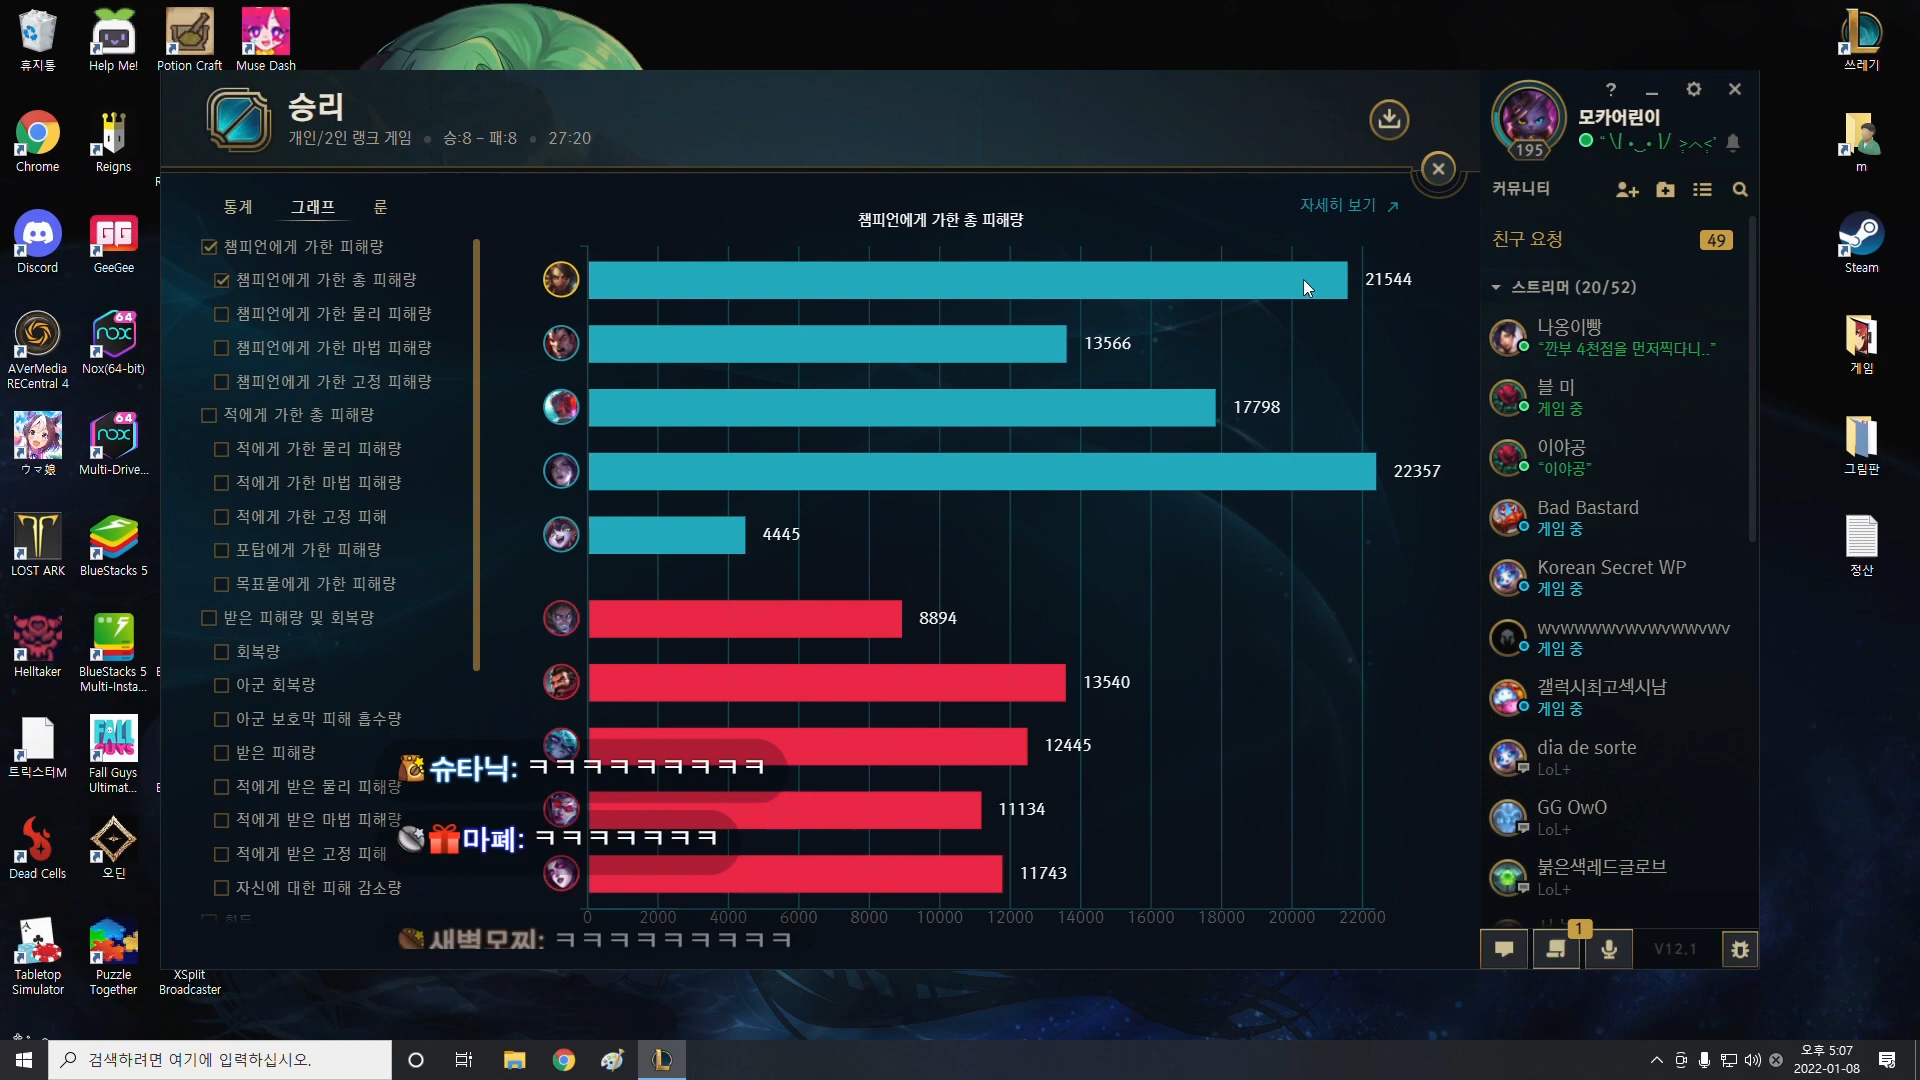 휴지통
Help Me!
Potion Craft
Muse Dash
쓰레기
Chrome
Reigns
m
Discord
GeeGee
Steam
AVerMedia
RECentral 4
Nox(64-bit)
게임
ウマ娘
Multi-Drive...
그림판
LOST ARK
BlueStacks 5
정산
Helltaker
BlueStacks 5
Multi-Insta...
트릭스터M
Fall Guys
Ultimat...
Dead Cells
오딘
Tabletop
Simulator
Puzzle
Together
XSplit
Broadcaster
승리
개인/2인 랭크 게임 • 승:8 – 패:8 • 27:20
통계 그래프 룬
자세히 보기
챔피언에게 가한 피해량
챔피언에게 가한 총 피해량
챔피언에게 가한 물리 피해량
챔피언에게 가한 마법 피해량
챔피언에게 가한 고정 피해량
적에게 가한 총 피해량
적에게 가한 물리 피해량
적에게 가한 마법 피해량
적에게 가한 고정 피해
포탑에게 가한 피해량
목표물에게 가한 피해량
받은 피해량 및 회복량
회복량
아군 회복량
아군 보호막 피해 흡수량
받은 피해량
적에게 받은 물리 피해량
적에게 받은 마법 피해량
적에게 받은 고정 피해
자신에 대한 피해 감소량
챔피언에게 가한 총 피해량
21544
13566
17798
22357
4445
8894
13540
12445
11134
11743
0 2000 4000 6000 8000 10000 12000 14000 16000 18000 20000 22000
슈타닉: ㅋㅋㅋㅋㅋㅋㅋㅋㅋ
마폐: ㅋㅋㅋㅋㅋㅋㅋ
새벽모찌: ㅋㅋㅋㅋㅋㅋㅋㅋㅋ
195
모카어린이
커뮤니티
친구 요청 49
스트리머 (20/52)
나옹이빵
“깐부 4천점을 먼저찍다니..”
블 미
게임 중
이야공
“이야공”
Bad Bastard
게임 중
Korean Secret WP
게임 중
wvwwwwvwvwvwwvwv
게임 중
갤럭시최고섹시남
게임 중
dia de sorte
LoL+
GG OwO
LoL+
붉은색레드글로브
LoL+
1
V12.1
검색하려면 여기에 입력하십시오.
오후 5:07
2022-01-08